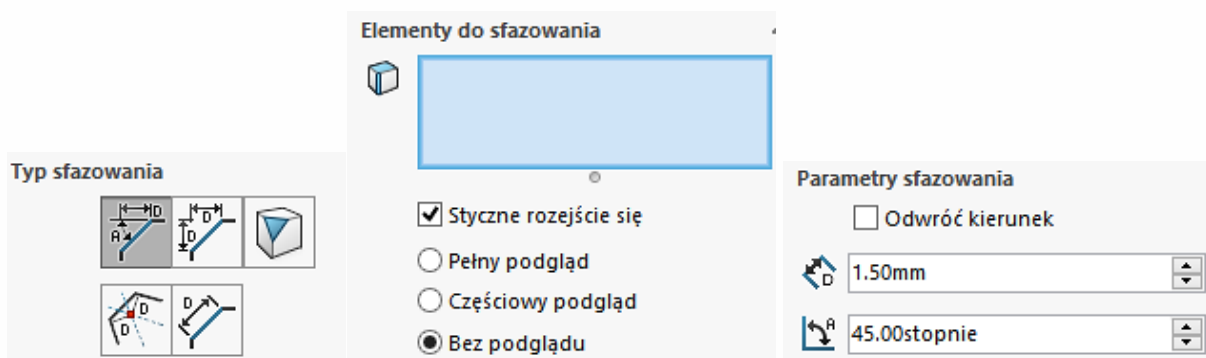 Typ sfazowania
D
A
D
D
D
D
D
Elementy do sfazowania
Styczne rozejście się
Pełny podgląd
Częściowy podgląd
Bez podglądu
Parametry sfazowania
Odwróć kierunek
D
1.50mm
A
45.00stopnie